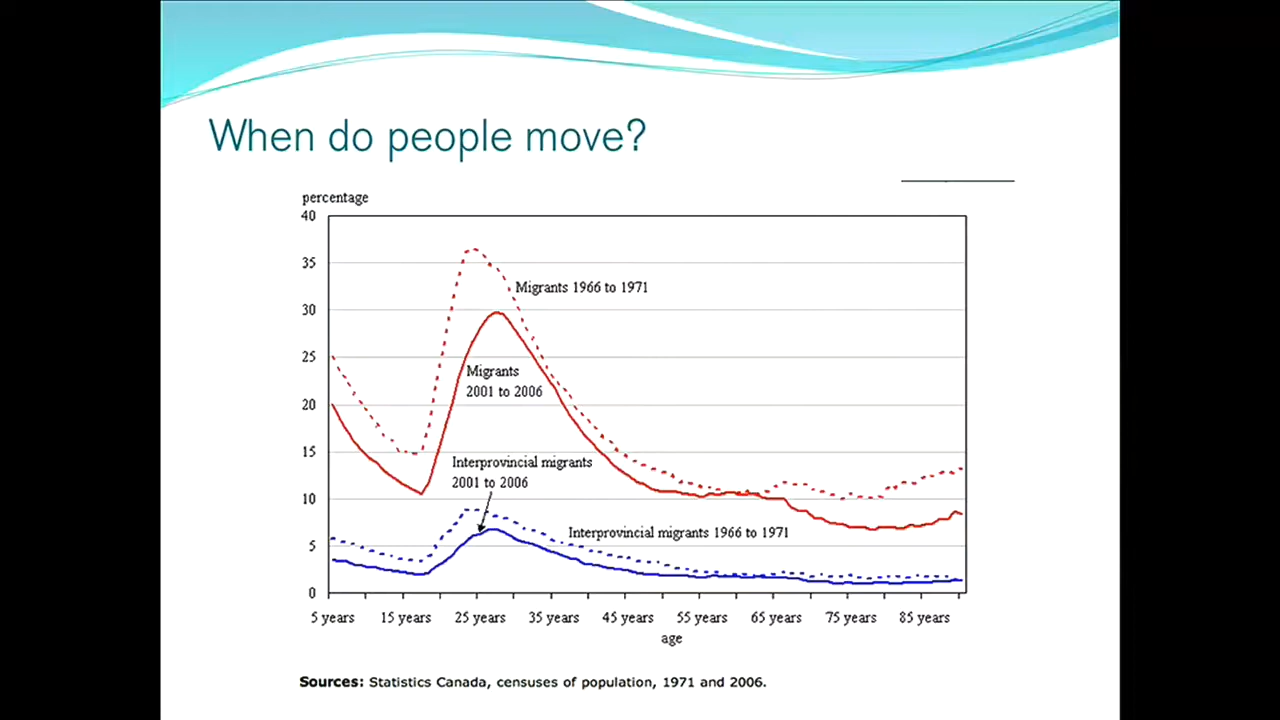 When do people move?
percentage
40
35
Migrants 1966 to 1971
30
25
Migrants
2001 to 2006
20
15
Interprovincial migrants
2001 to 2006
10
Interprovincial migrants 1966 to 1971
5
0
5 years 15 years 25 years 35 years 45 years 55 years 65 years 75 years 85 years
age
Sources: Statistics Canada, censuses of population, 1971 and 2006.